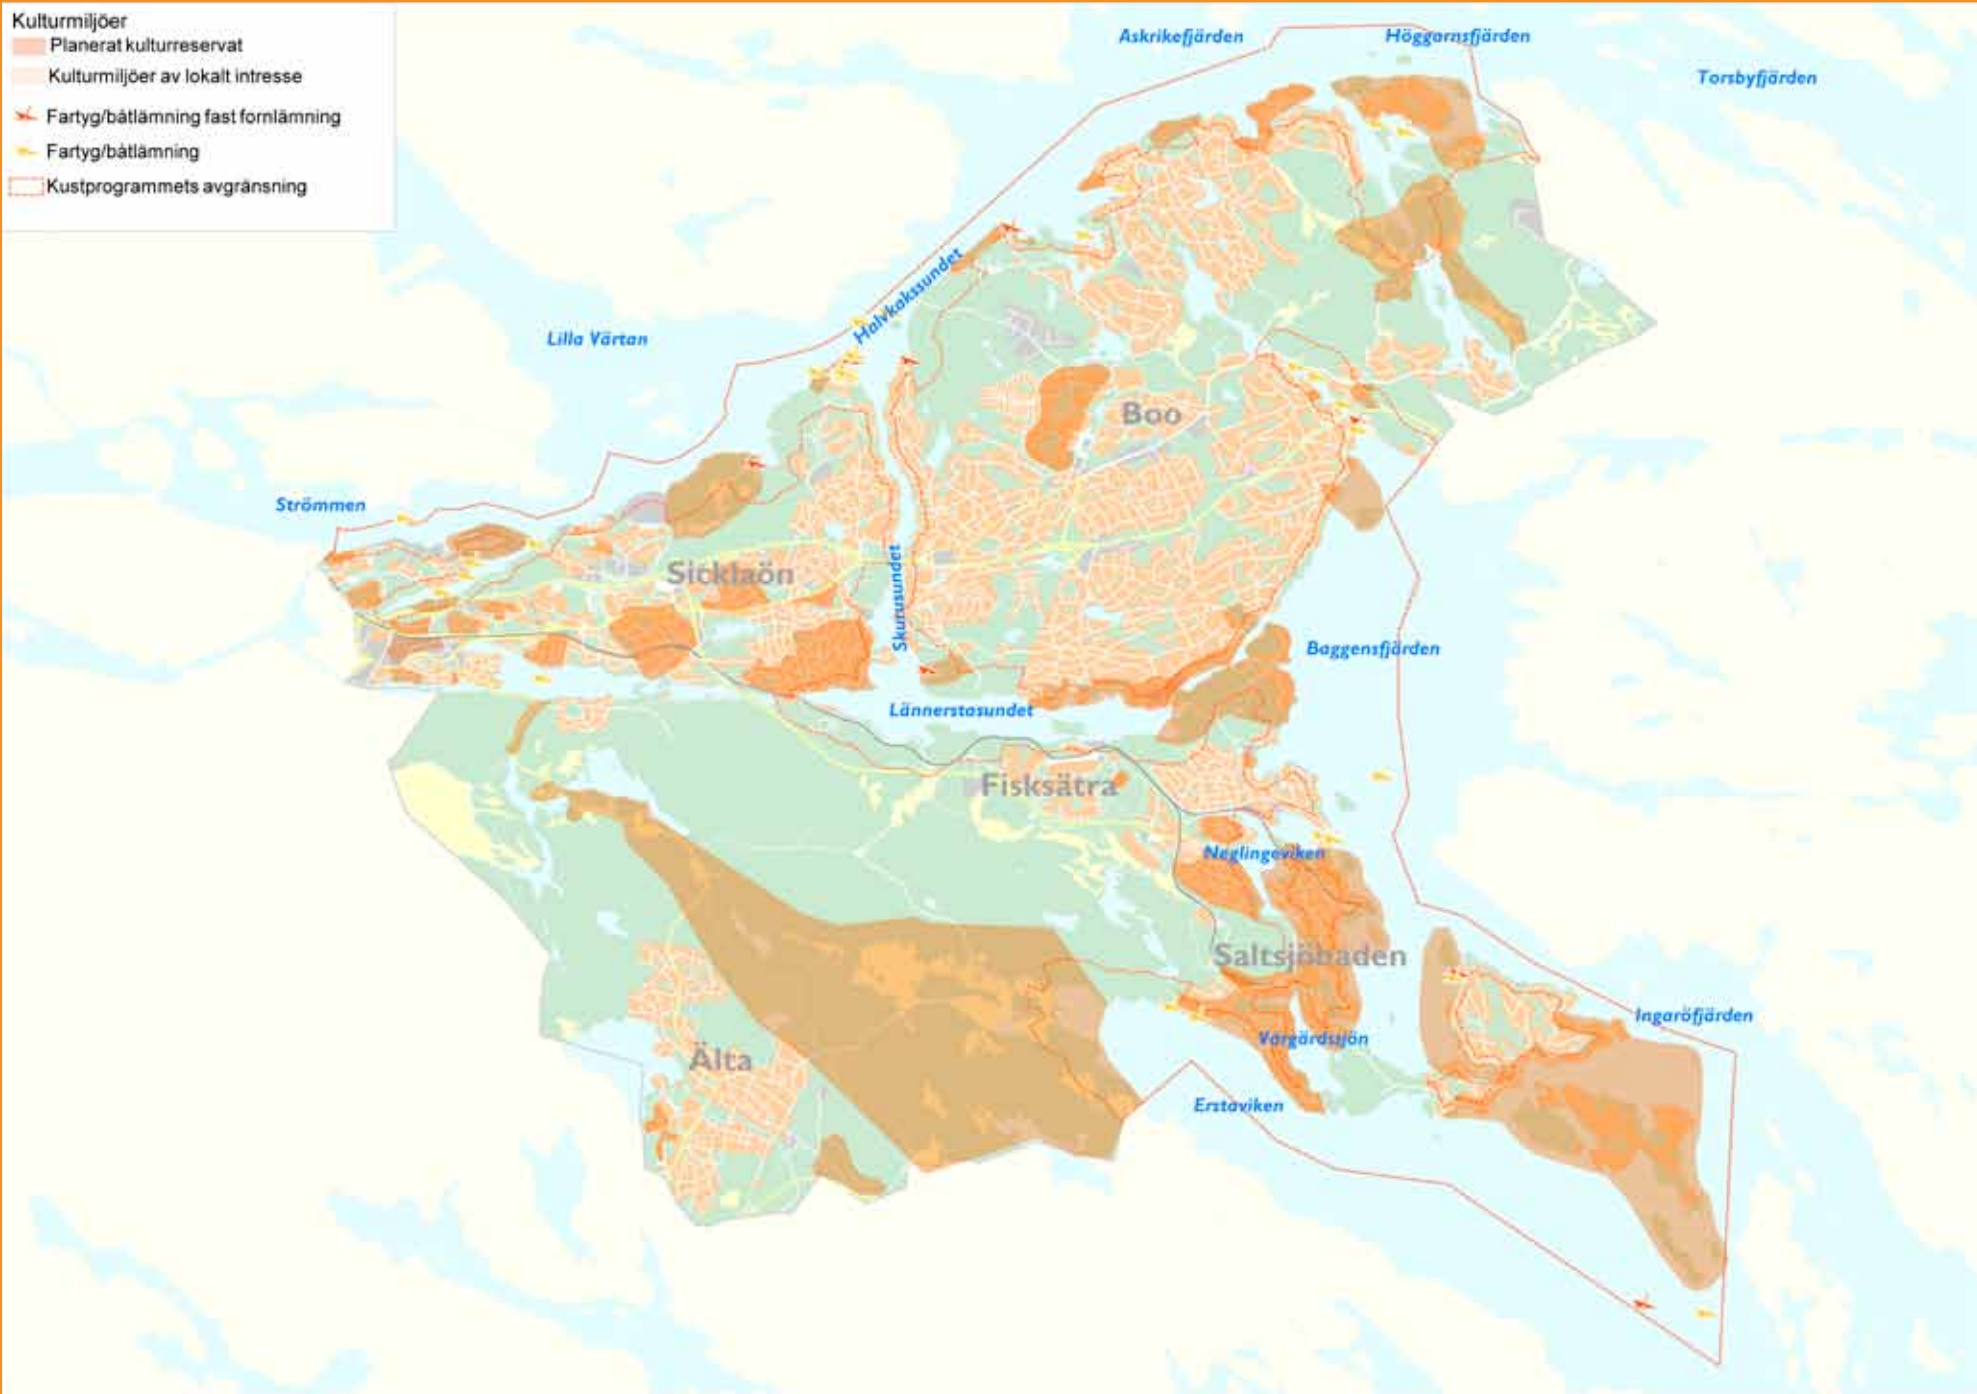 Kulturmiljöer
Planerat kulturreservat
Kulturmiljöer av lokalt intresse
Fartyg/båtlämning fast fornlämning
Fartyg/båtlämning
Kustprogrammets avgränsning
Askrikefjärden
Höggarnsfjärden
Torsbyfjärden
Halvkakssundet
Lilla Värtan
Boo
Strömmen
Sicklaön
Skurusundet
Baggensfjärden
Lännerstasundet
Fisksätra
Neglingeviken
Saltsjöbaden
Ingaröfjärden
Vårgärdssjön
Älta
Erstaviken